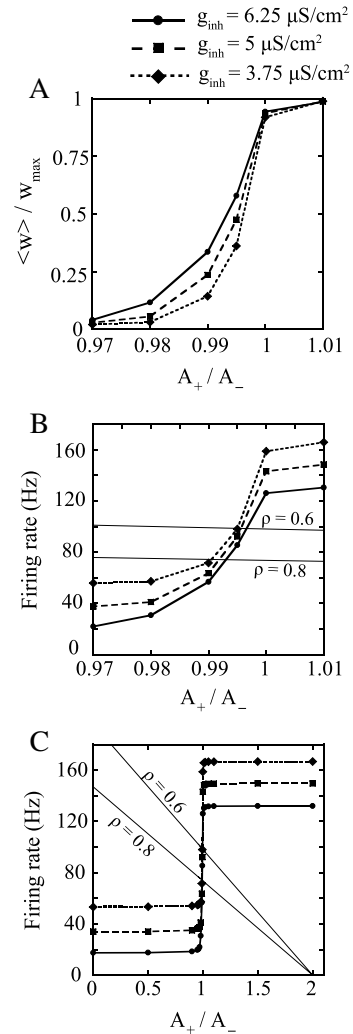 g_inh = 6.25 μS/cm²
g_inh = 5 μS/cm²
g_inh = 3.75 μS/cm²
A
1
0.75
0.5
0.25
0
<w> / w_max
0.97 0.98 0.99 1 1.01
A₊ / A₋
B
160
120
80
40
0
Firing rate (Hz)
ρ = 0.6
ρ = 0.8
0.97 0.98 0.99 1 1.01
A₊ / A₋
C
160
120
80
40
0
Firing rate (Hz)
ρ = 0.6
ρ = 0.8
0 0.5 1 1.5 2
A₊ / A₋